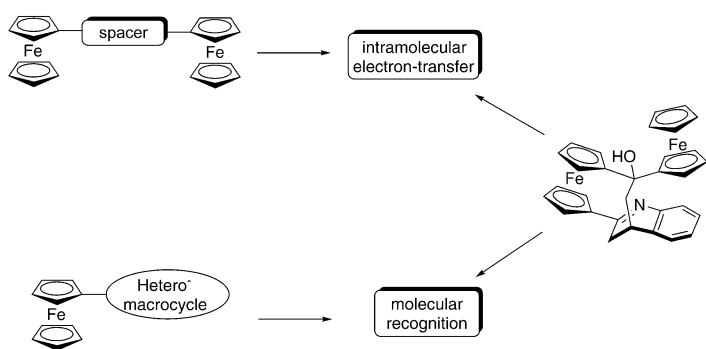 spacer
Fe
Fe
intramolecular
electron-transfer
Fe
HO
Fe
N
Hetero-
macrocycle
Fe
molecular
recognition